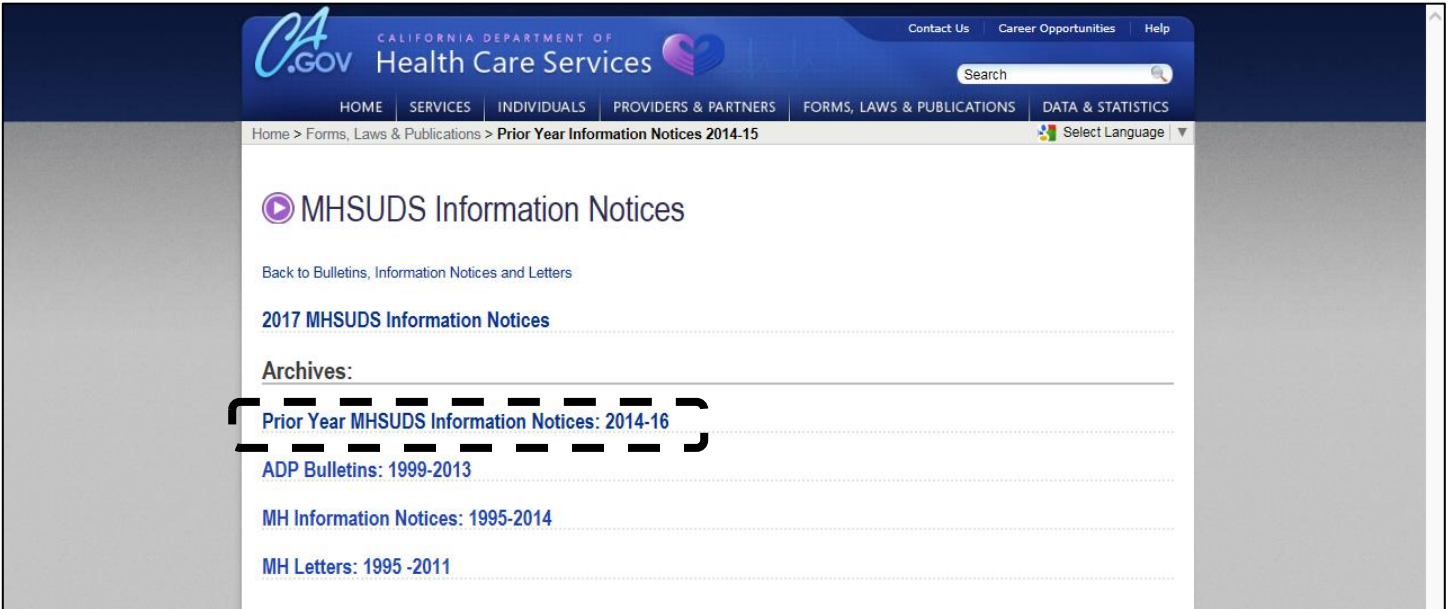 CA.GOV
CALIFORNIA DEPARTMENT OF
Health Care Services
Contact Us Career Opportunities Help
Search
HOME SERVICES INDIVIDUALS PROVIDERS & PARTNERS FORMS, LAWS & PUBLICATIONS DATA & STATISTICS
Home > Forms, Laws & Publications > Prior Year Information Notices 2014-15
Select Language
MHSUDS Information Notices
Back to Bulletins, Information Notices and Letters
2017 MHSUDS Information Notices
Archives:
Prior Year MHSUDS Information Notices: 2014-16
ADP Bulletins: 1999-2013
MH Information Notices: 1995-2014
MH Letters: 1995 -2011